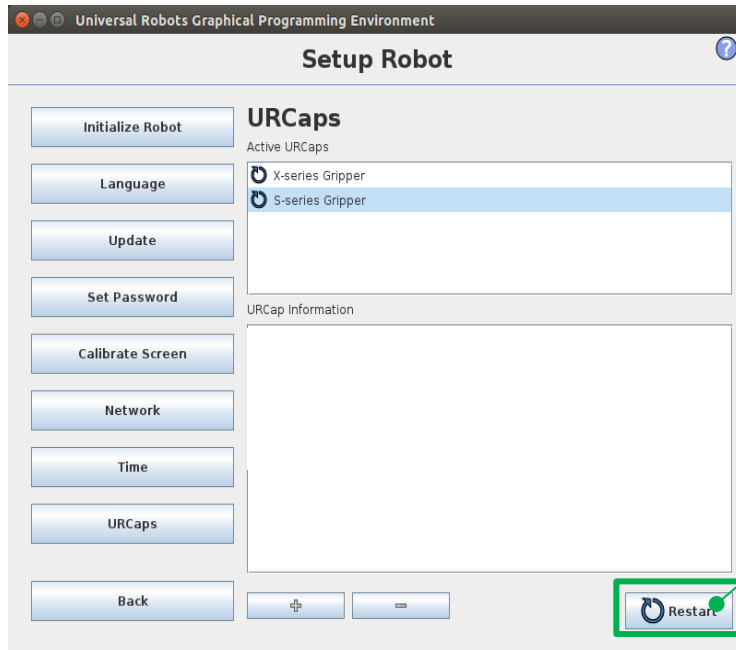 Universal Robots Graphical Programming Environment
Setup Robot
?
Initialize Robot
Language
Update
Set Password
Calibrate Screen
Network
Time
URCaps
Back
URCaps
Active URCaps
X-series Gripper
S-series Gripper
URCap Information
Restart